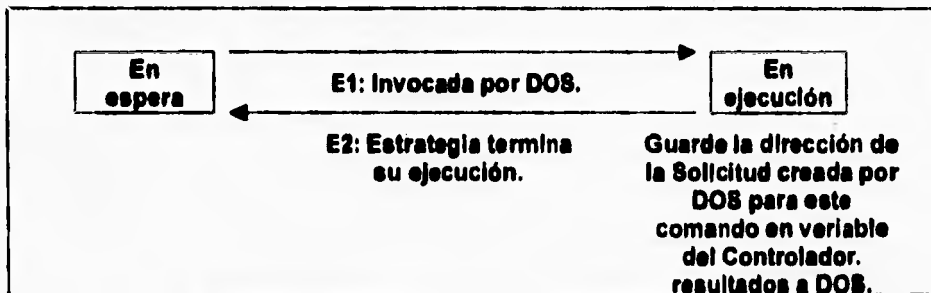 En
espera
E1: Invocada por DOS.
En
ejecución
E2: Estrategia termina
su ejecución.
Guarde la dirección de
la Solicitud creada por
DOS para este
comando en veriable
del Controlador.
resultados a DOS.